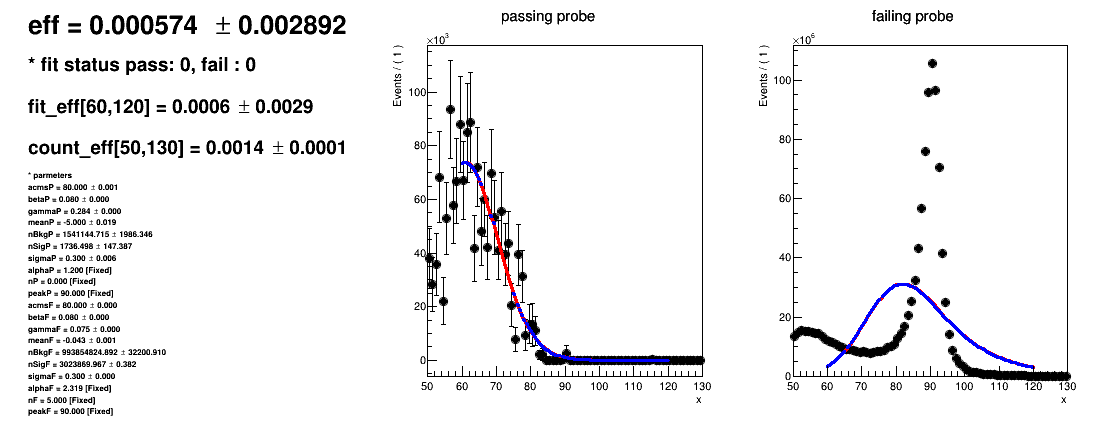 eff = 0.000574 ± 0.002892
* fit status pass: 0, fail : 0
fit_eff[60,120] = 0.0006 ± 0.0029
count_eff[50,130] = 0.0014 ± 0.0001
* parmeters
acmsP = 80.000 ± 0.001
betaP = 0.080 ± 0.000
gammaP = 0.284 ± 0.000
meanP = -5.000 ± 0.019
nBkgP = 1541144.715 ± 1986.346
nSigP = 1736.498 ± 147.387
sigmaP = 0.300 ± 0.006
alphaP = 1.200 [Fixed]
nP = 0.000 [Fixed]
peakP = 90.000 [Fixed]
acmsF = 80.000 ± 0.000
betaF = 0.080 ± 0.000
gammaF = 0.075 ± 0.000
meanF = -0.043 ± 0.001
nBkgF = 993854824.892 ± 32200.910
nSigF = 3023869.967 ± 0.382
sigmaF = 0.300 ± 0.000
alphaF = 2.319 [Fixed]
nF = 5.000 [Fixed]
peakF = 90.000 [Fixed]
passing probe
×10³
Events / ( 1 )
100
80
60
40
20
0
50 60 70 80 90 100 110 120 130
x
failing probe
×10⁶
Events / ( 1 )
100
80
60
40
20
0
50 60 70 80 90 100 110 120 130
x